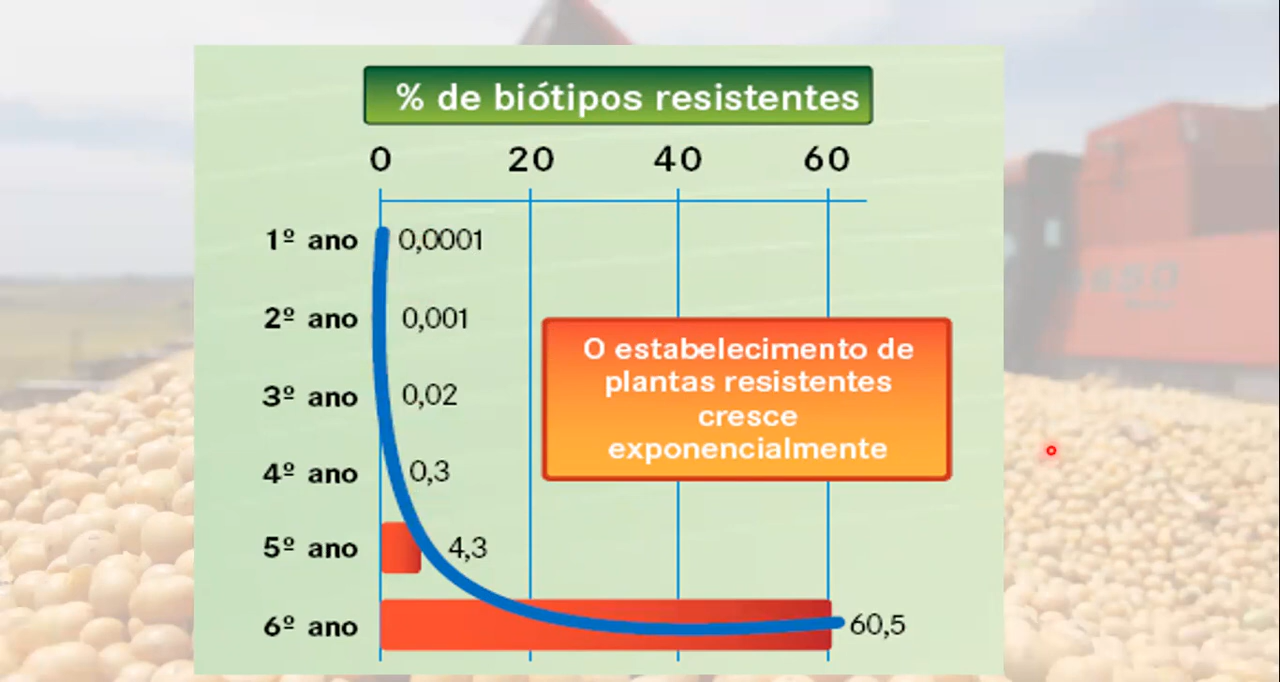 % de biótipos resistentes
0 20 40 60
1º ano 0,0001
2º ano 0,001
3º ano 0,02
4º ano 0,3
5º ano 4,3
6º ano 60,5
O estabelecimento de
plantas resistentes
cresce
exponencialmente